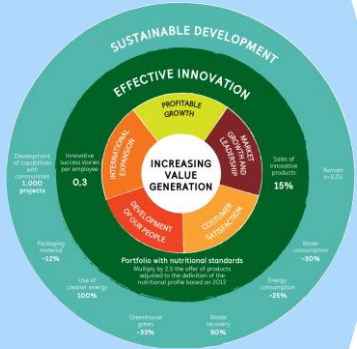 SUSTAINABLE DEVELOPMENT
EFFECTIVE INNOVATION
PROFITABLE
GROWTH
INTERNATIONAL
EXPANSION
MARKET
GROWTH AND
LEADERSHIP
INCREASING
VALUE
GENERATION
DEVELOPMENT
OF OUR PEOPLE
COSTUMER
SATISFACTION
Development
of capabilities
with
communities
1,000
projects
Innovative
success stories
per employee
0,3
Sales of
innovative
products
15%
Remain
in DJSI
Packaging
material
-12%
Portfolio with nutritional standards
Multiply by 2.5 the offer of products
adjusted to the definition of the
nutritional profile based on 2012
Water
consumption
-30%
Use of
cleaner energy
100%
Energy
consumption
-25%
Greenhouse
gases
-33%
Waste
recovery
90%